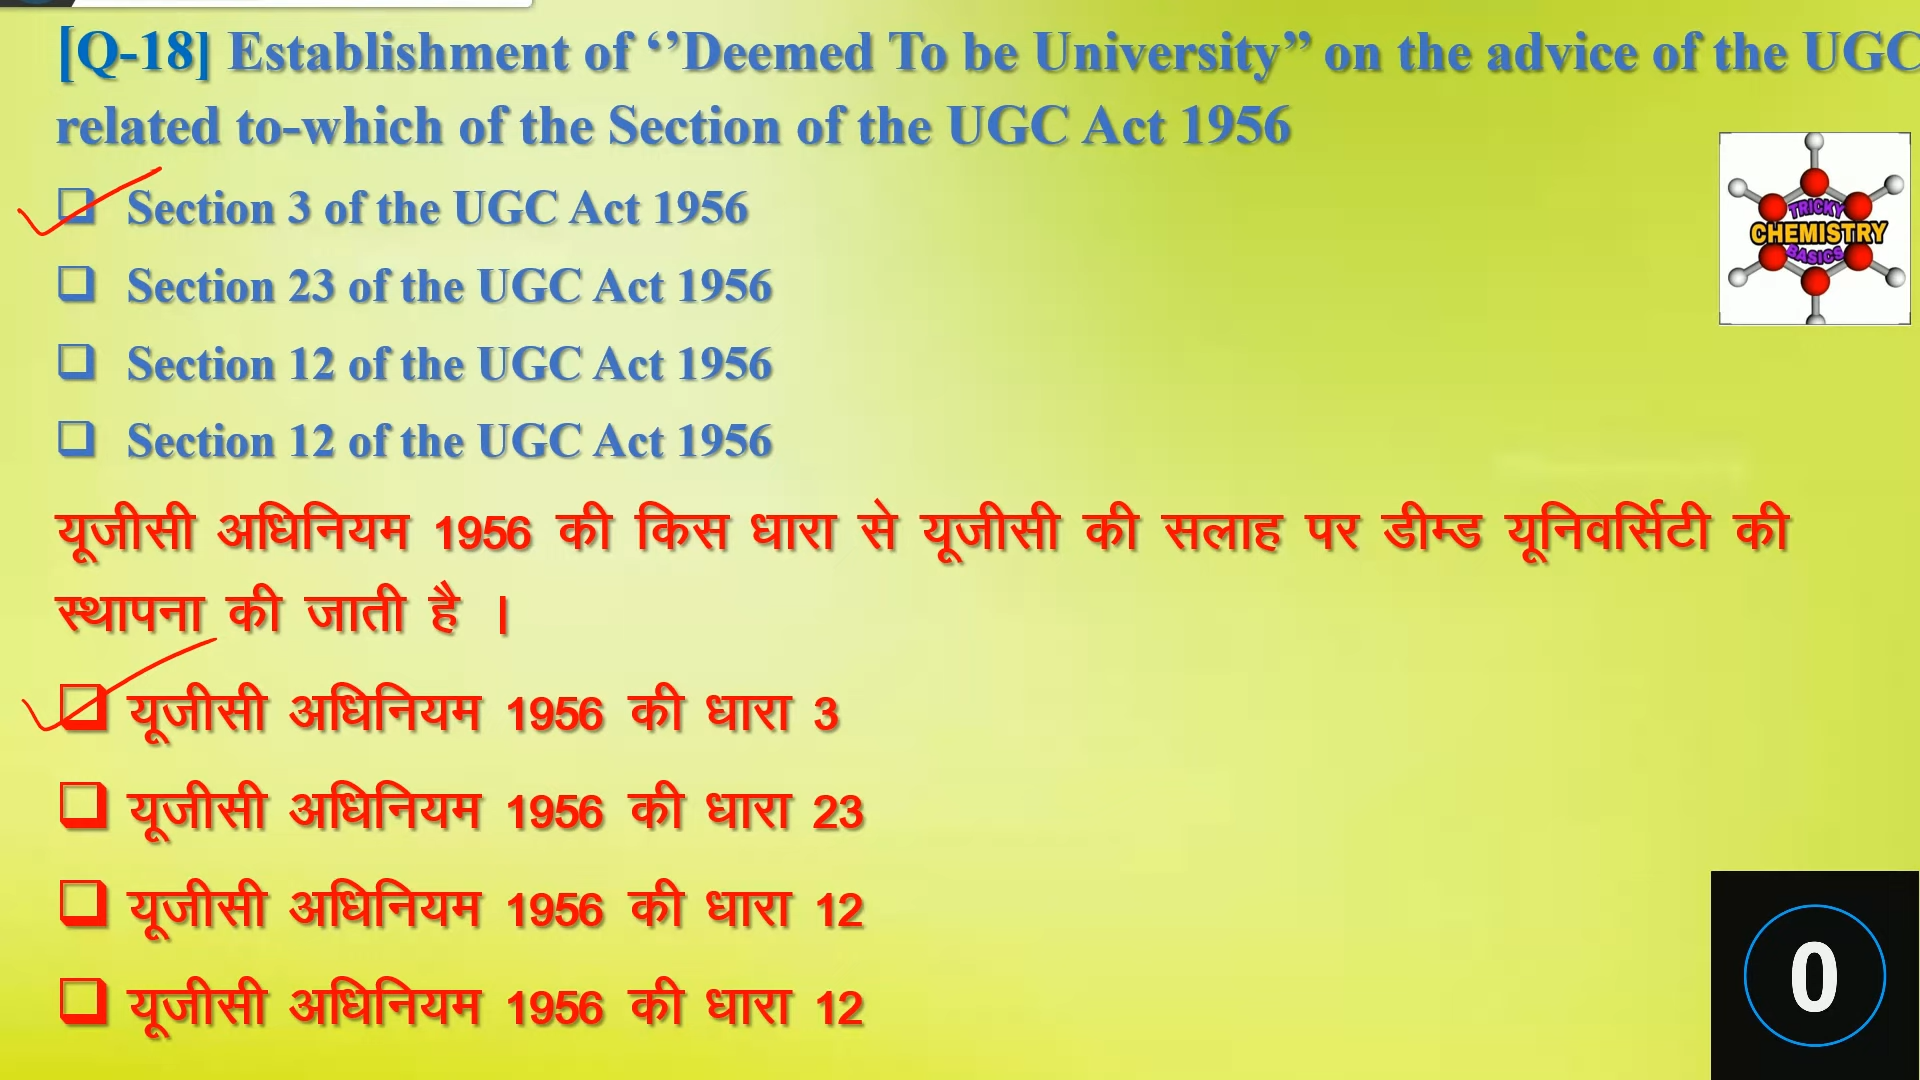 [Q-18] Establishment of ‘’Deemed To be University” on the advice of the UGC
related to-which of the Section of the UGC Act 1956
Section 3 of the UGC Act 1956
Section 23 of the UGC Act 1956
Section 12 of the UGC Act 1956
Section 12 of the UGC Act 1956
यूजीसी अधिनियम 1956 की किस धारा से यूजीसी की सलाह पर डीम्ड यूनिवर्सिटी की
स्थापना की जाती है ।
यूजीसी अधिनियम 1956 की धारा 3
यूजीसी अधिनियम 1956 की धारा 23
यूजीसी अधिनियम 1956 की धारा 12
यूजीसी अधिनियम 1956 की धारा 12
TRICKY
CHEMISTRY
BASICS
0